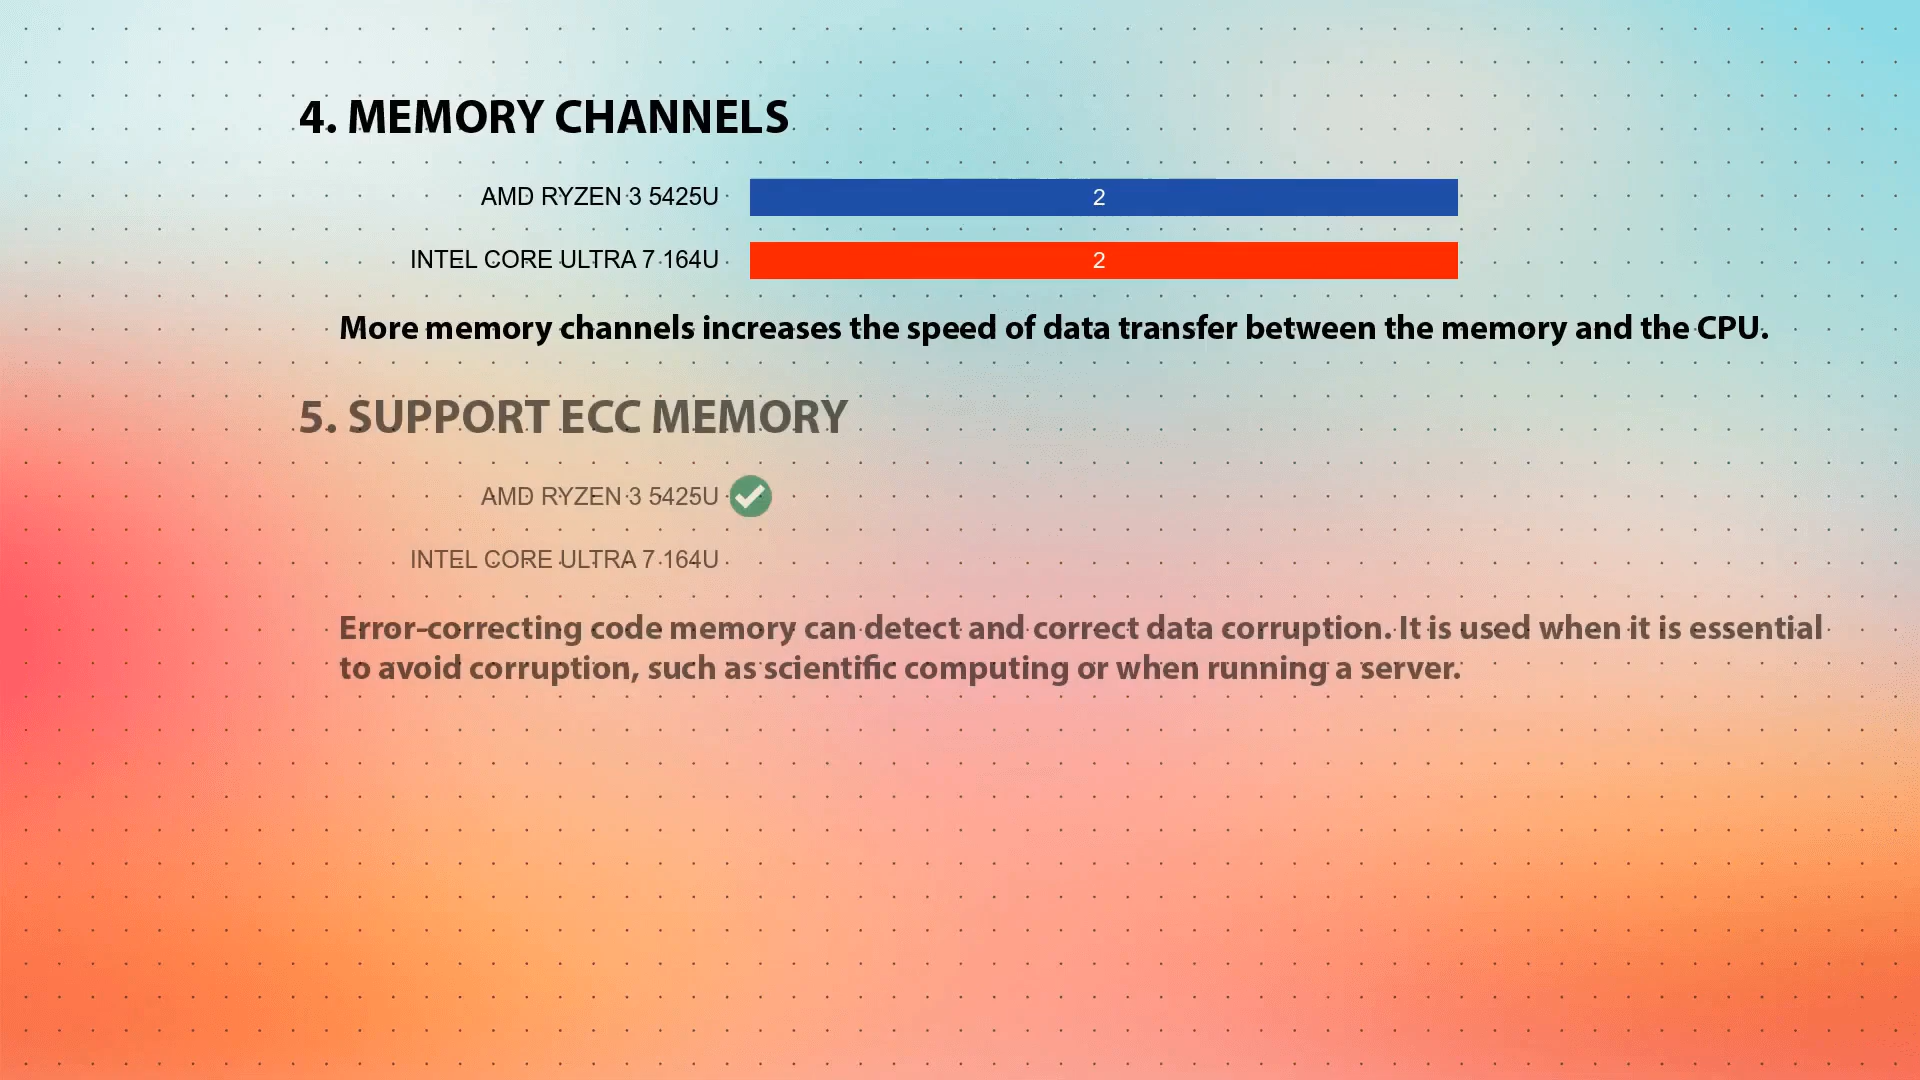 4. MEMORY CHANNELS
AMD RYZEN 3 5425U
2
INTEL CORE ULTRA 7 164U
2
More memory channels increases the speed of data transfer between the memory and the CPU.
5. SUPPORT ECC MEMORY
AMD RYZEN 3 5425U
INTEL CORE ULTRA 7 164U
Error-correcting code memory can detect and correct data corruption. It is used when it is essential
to avoid corruption, such as scientific computing or when running a server.